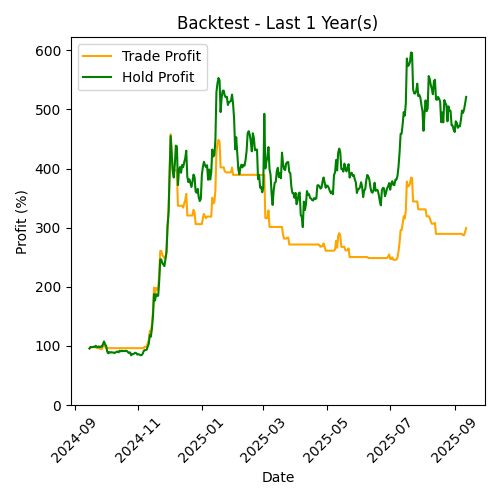 Backtest - Last 1 Year(s)
Trade Profit
Hold Profit
Profit (%)
600
500
400
300
200
100
0
2024-09
2024-11
2025-01
2025-03
2025-05
2025-07
2025-09
Date